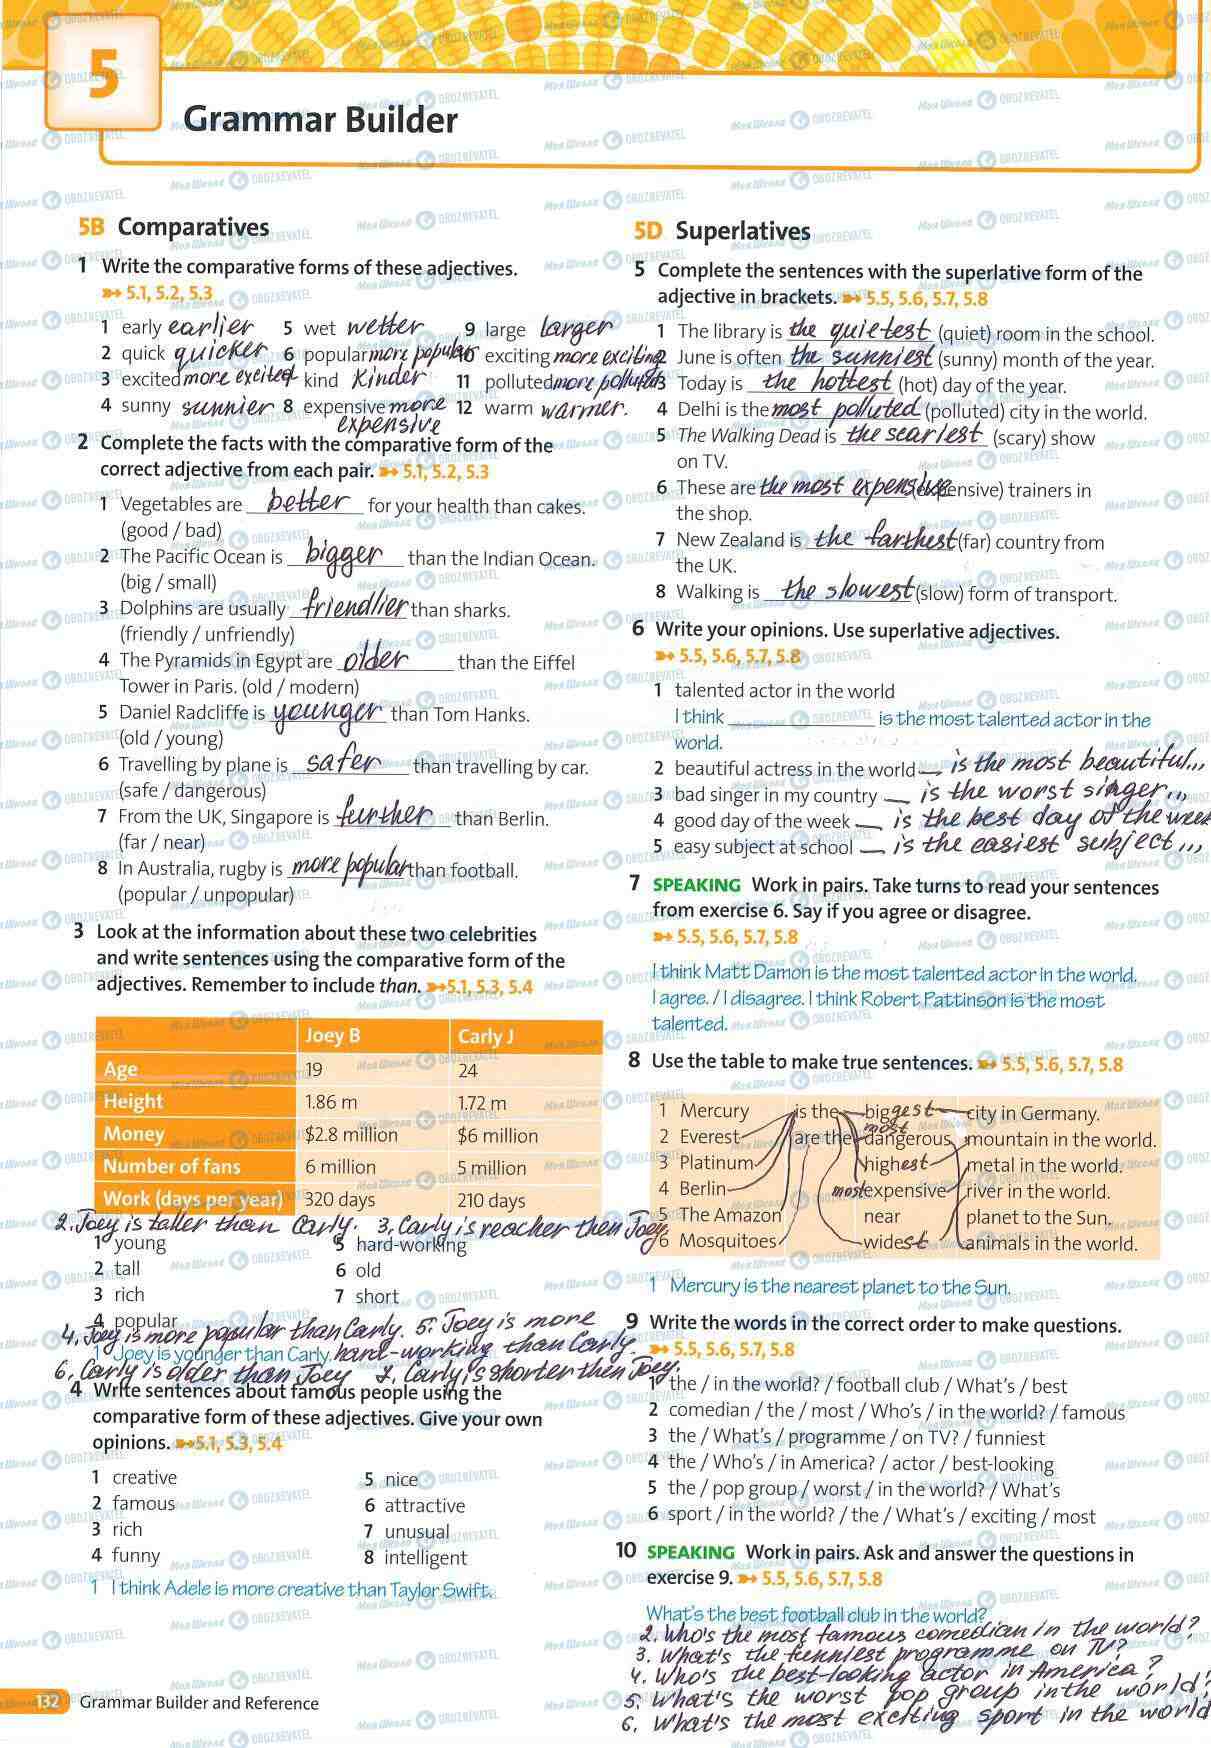 5
Grammar Builder
5B Comparatives
1 Write the comparative forms of these adjectives.
5.1, 5.2, 5.3
1 early earlier 5 wet wetter 9 large larger
2 quick quicker 6 popular more popular 10 exciting more exciting
3 excited more excited kind kinder 11 polluted more polluted
4 sunny sunnier 8 expensive more 12 warm warmer.
expensive
2 Complete the facts with the comparative form of the
correct adjective from each pair. 5.1, 5.2, 5.3
1 Vegetables are better for your health than cakes.
(good / bad)
2 The Pacific Ocean is bigger than the Indian Ocean.
(big / small)
3 Dolphins are usually friendlier than sharks.
(friendly / unfriendly)
4 The Pyramids in Egypt are older than the Eiffel
Tower in Paris. (old / modern)
5 Daniel Radcliffe is younger than Tom Hanks.
(old / young)
6 Travelling by plane is safer than travelling by car.
(safe / dangerous)
7 From the UK, Singapore is further than Berlin.
(far / near)
8 In Australia, rugby is more popular than football.
(popular / unpopular)
3 Look at the information about these two celebrities
and write sentences using the comparative form of the
adjectives. Remember to include than. 5.1, 5.3, 5.4
Joey B Carly J
Age 19 24
Height 1.86 m 1.72 m
Money $2.8 million $6 million
Number of fans 6 million 5 million
Work (days per year) 320 days 210 days
2. Joey is taller than Carly. 3. Carly is reacher then Joey
1 young 5 hard-working
2 tall 6 old
3 rich 7 short
4 popular
4. Joey is more popular than Carly. 5. Joey is more
1 Joey is younger than Carly. hard-working than Carly.
6. Carly is older than Joey 7. Carly is shorter then Joey.
4 Write sentences about famous people using the
comparative form of these adjectives. Give your own
opinions. 5.1, 5.3, 5.4
1 creative 5 nice
2 famous 6 attractive
3 rich 7 unusual
4 funny 8 intelligent
1 I think Adele is more creative than Taylor Swift.
132 Grammar Builder and Reference
5D Superlatives
5 Complete the sentences with the superlative form of the
adjective in brackets. 5.5, 5.6, 5.7, 5.8
1 The library is the quietest (quiet) room in the school.
2 June is often the sunniest (sunny) month of the year.
3 Today is the hottest (hot) day of the year.
4 Delhi is the most polluted (polluted) city in the world.
5 The Walking Dead is the scariest (scary) show
on TV.
6 These are the most expensive (expensive) trainers in
the shop.
7 New Zealand is the farthest (far) country from
the UK.
8 Walking is the slowest (slow) form of transport.
6 Write your opinions. Use superlative adjectives.
5.5, 5.6, 5.7, 5.8
1 talented actor in the world
I think ______ is the most talented actor in the
world.
2 beautiful actress in the world — is the most beautiful...
3 bad singer in my country — is the worst singer...
4 good day of the week — is the best day of the week
5 easy subject at school — is the easiest subject...
7 SPEAKING Work in pairs. Take turns to read your sentences
from exercise 6. Say if you agree or disagree.
5.5, 5.6, 5.7, 5.8
I think Matt Damon is the most talented actor in the world.
I agree. / I disagree. I think Robert Pattinson is the most
talented.
8 Use the table to make true sentences. 5.5, 5.6, 5.7, 5.8
1 Mercury is the biggest city in Germany.
2 Everest are the most dangerous mountain in the world.
3 Platinum highest metal in the world.
4 Berlin most expensive river in the world.
5 The Amazon near planet to the Sun.
6 Mosquitoes widest animals in the world.
1 Mercury is the nearest planet to the Sun.
9 Write the words in the correct order to make questions.
5.5, 5.6, 5.7, 5.8
1 the / in the world? / football club / What's / best
2 comedian / the / most / Who's / in the world? / famous
3 the / What's / programme / on TV? / funniest
4 the / Who's / in America? / actor / best-looking
5 the / pop group / worst / in the world? / What's
6 sport / in the world? / the / What's / exciting / most
10 SPEAKING Work in pairs. Ask and answer the questions in
exercise 9. 5.5, 5.6, 5.7, 5.8
What's the best football club in the world?
2. Who's the most famous comedian in the world?
3. What's the funniest programme on TV?
4. Who's the best-looking actor in America?
5. What's the worst pop group in the world?
6. What's the most exciting sport in the world